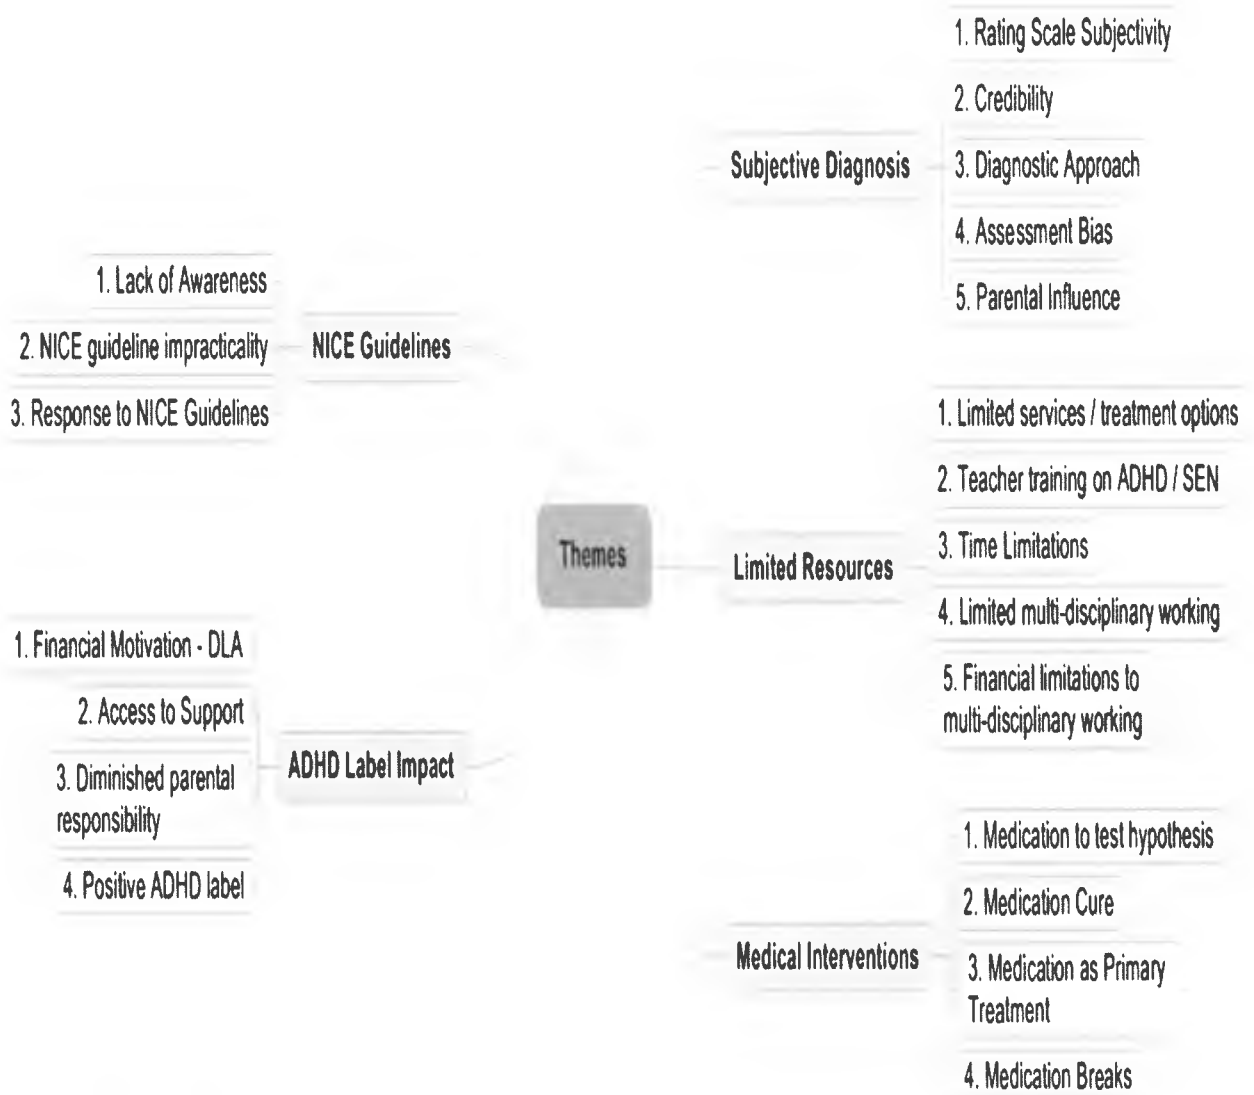 Themes
Subjective Diagnosis
1. Rating Scale Subjectivity
2. Credibility
3. Diagnostic Approach
4. Assessment Bias
5. Parental Influence
Limited Resources
1. Limited services / treatment options
2. Teacher training on ADHD / SEN
3. Time Limitations
4. Limited multi-disciplinary working
5. Financial limitations to
multi-disciplinary working
Medical Interventions
1. Medication to test hypothesis
2. Medication Cure
3. Medication as Primary
Treatment
4. Medication Breaks
NICE Guidelines
1. Lack of Awareness
2. NICE guideline impracticality
3. Response to NICE Guidelines
ADHD Label Impact
1. Financial Motivation - DLA
2. Access to Support
3. Diminished parental
responsibility
4. Positive ADHD label